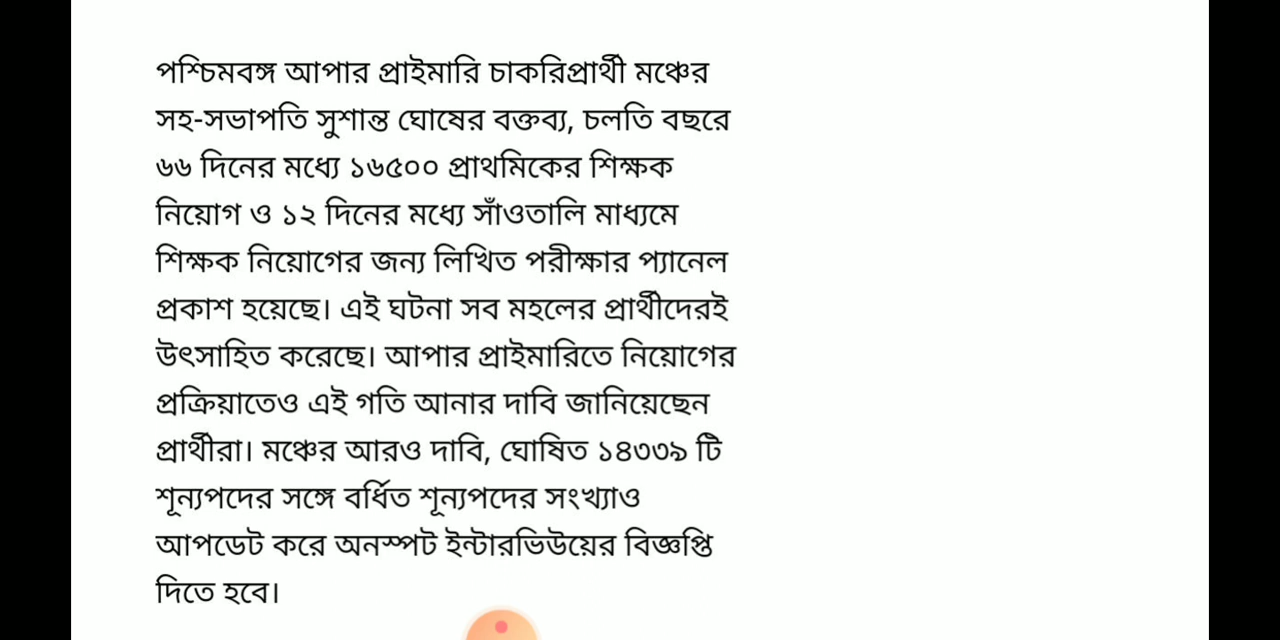 পশ্চিমবঙ্গ আপার প্রাইমারি চাকরিপ্রার্থী মঞ্চের
সহ-সভাপতি সুশান্ত ঘোষের বক্তব্য, চলতি বছরে
৬৬ দিনের মধ্যে ১৬৫০০ প্রাথমিকের শিক্ষক
নিয়োগ ও ১২ দিনের মধ্যে সাঁওতালি মাধ্যমে
শিক্ষক নিয়োগের জন্য লিখিত পরীক্ষার প্যানেল
প্রকাশ হয়েছে। এই ঘটনা সব মহলের প্রার্থীদেরই
উৎসাহিত করেছে। আপার প্রাইমারিতে নিয়োগের
প্রক্রিয়াতেও এই গতি আনার দাবি জানিয়েছেন
প্রার্থীরা। মঞ্চের আরও দাবি, ঘোষিত ১৪৩৩৯ টি
শূন্যপদের সঙ্গে বর্ধিত শূন্যপদের সংখ্যাও
আপডেট করে অনস্পট ইন্টারভিউয়ের বিজ্ঞপ্তি
দিতে হবে।